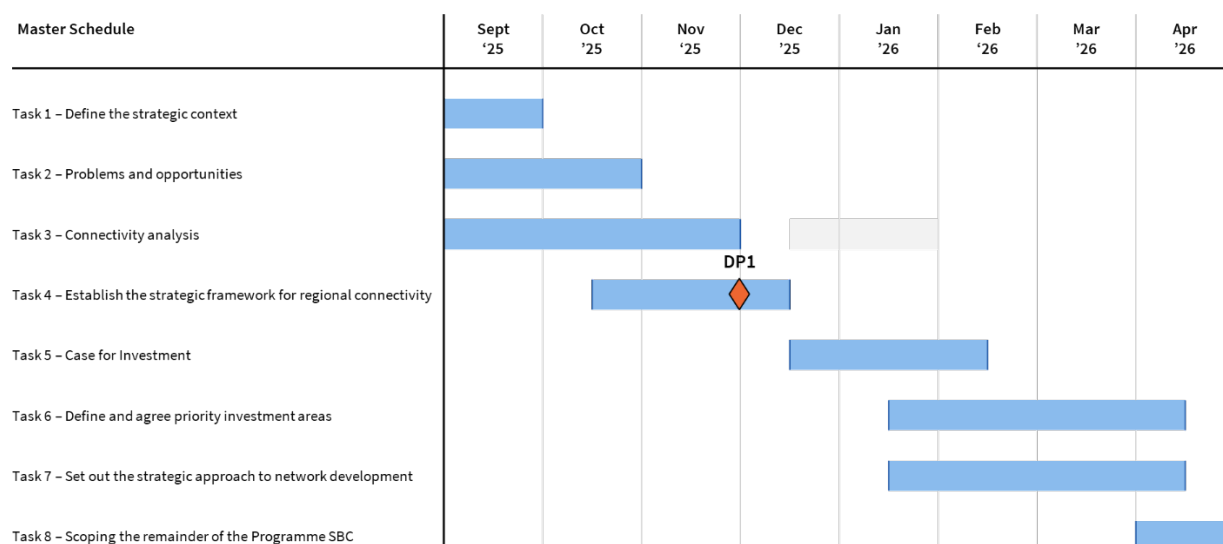 Master Schedule
Sept Oct Nov Dec Jan Feb Mar Apr
‘25 ’25 ’25 ’25 ’26 ‘26 ’26 ’26
Task 1 – Define the strategic context
Task 2 – Problems and opportunities
Task 3 – Connectivity analysis
DP1
Task 4 – Establish the strategic framework for regional connectivity
Task 5 – Case for Investment
Task 6 – Define and agree priority investment areas
Task 7 – Set out the strategic approach to network development
Task 8 – Scoping the remainder of the Programme SBC